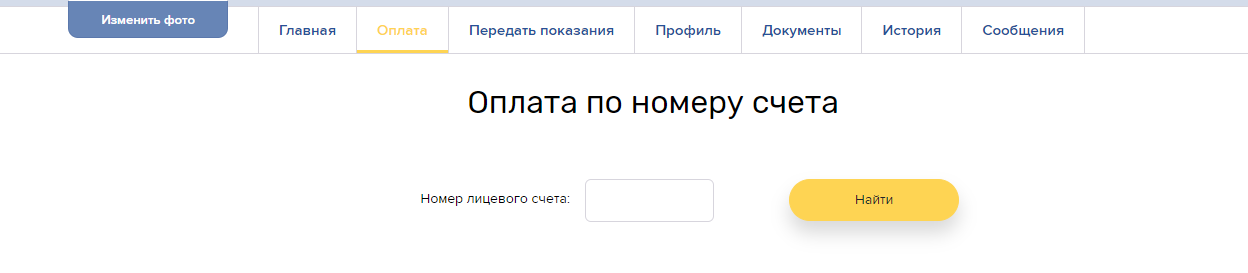 Изменить фото
Главная
Оплата
Передать показания
Профиль
Документы
История
Сообщения
Оплата по номеру счета
Номер лицевого счета:
Найти